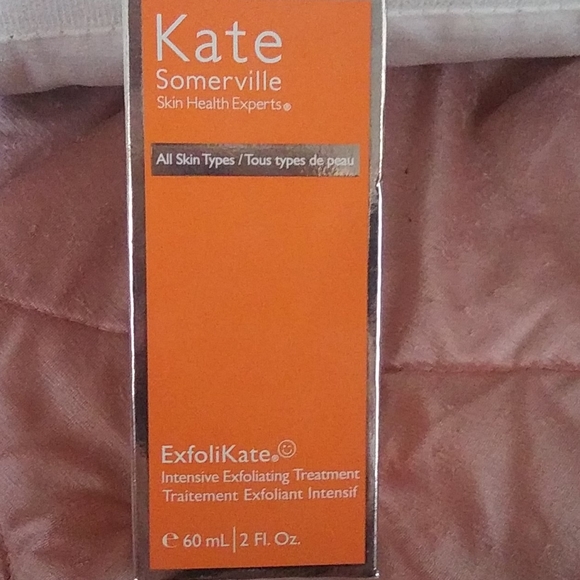 Kate
Somerville
Skin Health Experts®
All Skin Types / Tous types de peau
ExfoliKate®
Intensive Exfoliating Treatment
Traitement Exfoliant Intensif
℮ 60 mL | 2 Fl. Oz.